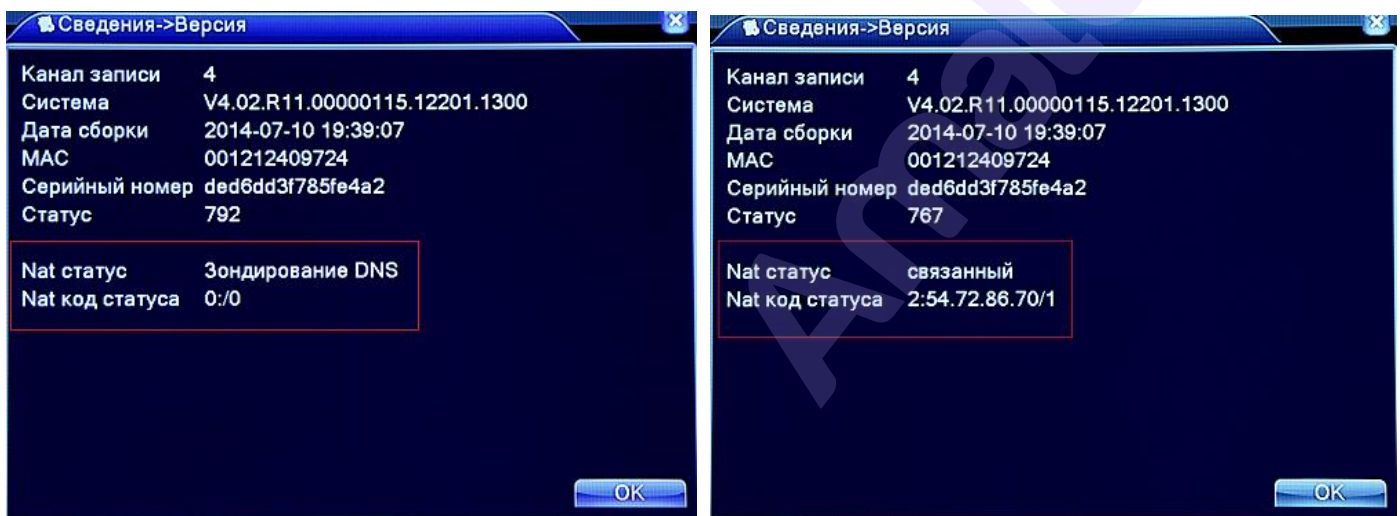 Сведения->Версия
Канал записи 4
Система V4.02.R11.00000115.12201.1300
Дата сборки 2014-07-10 19:39:07
MAC 001212409724
Серийный номер ded6dd3f785fe4a2
Статус 792
Nat статус Зондирование DNS
Nat код статуса 0:/0
OK
Сведения->Версия
Канал записи 4
Система V4.02.R11.00000115.12201.1300
Дата сборки 2014-07-10 19:39:07
MAC 001212409724
Серийный номер ded6dd3f785fe4a2
Статус 767
Nat статус связанный
Nat код статуса 2:54.72.86.70/1
OK